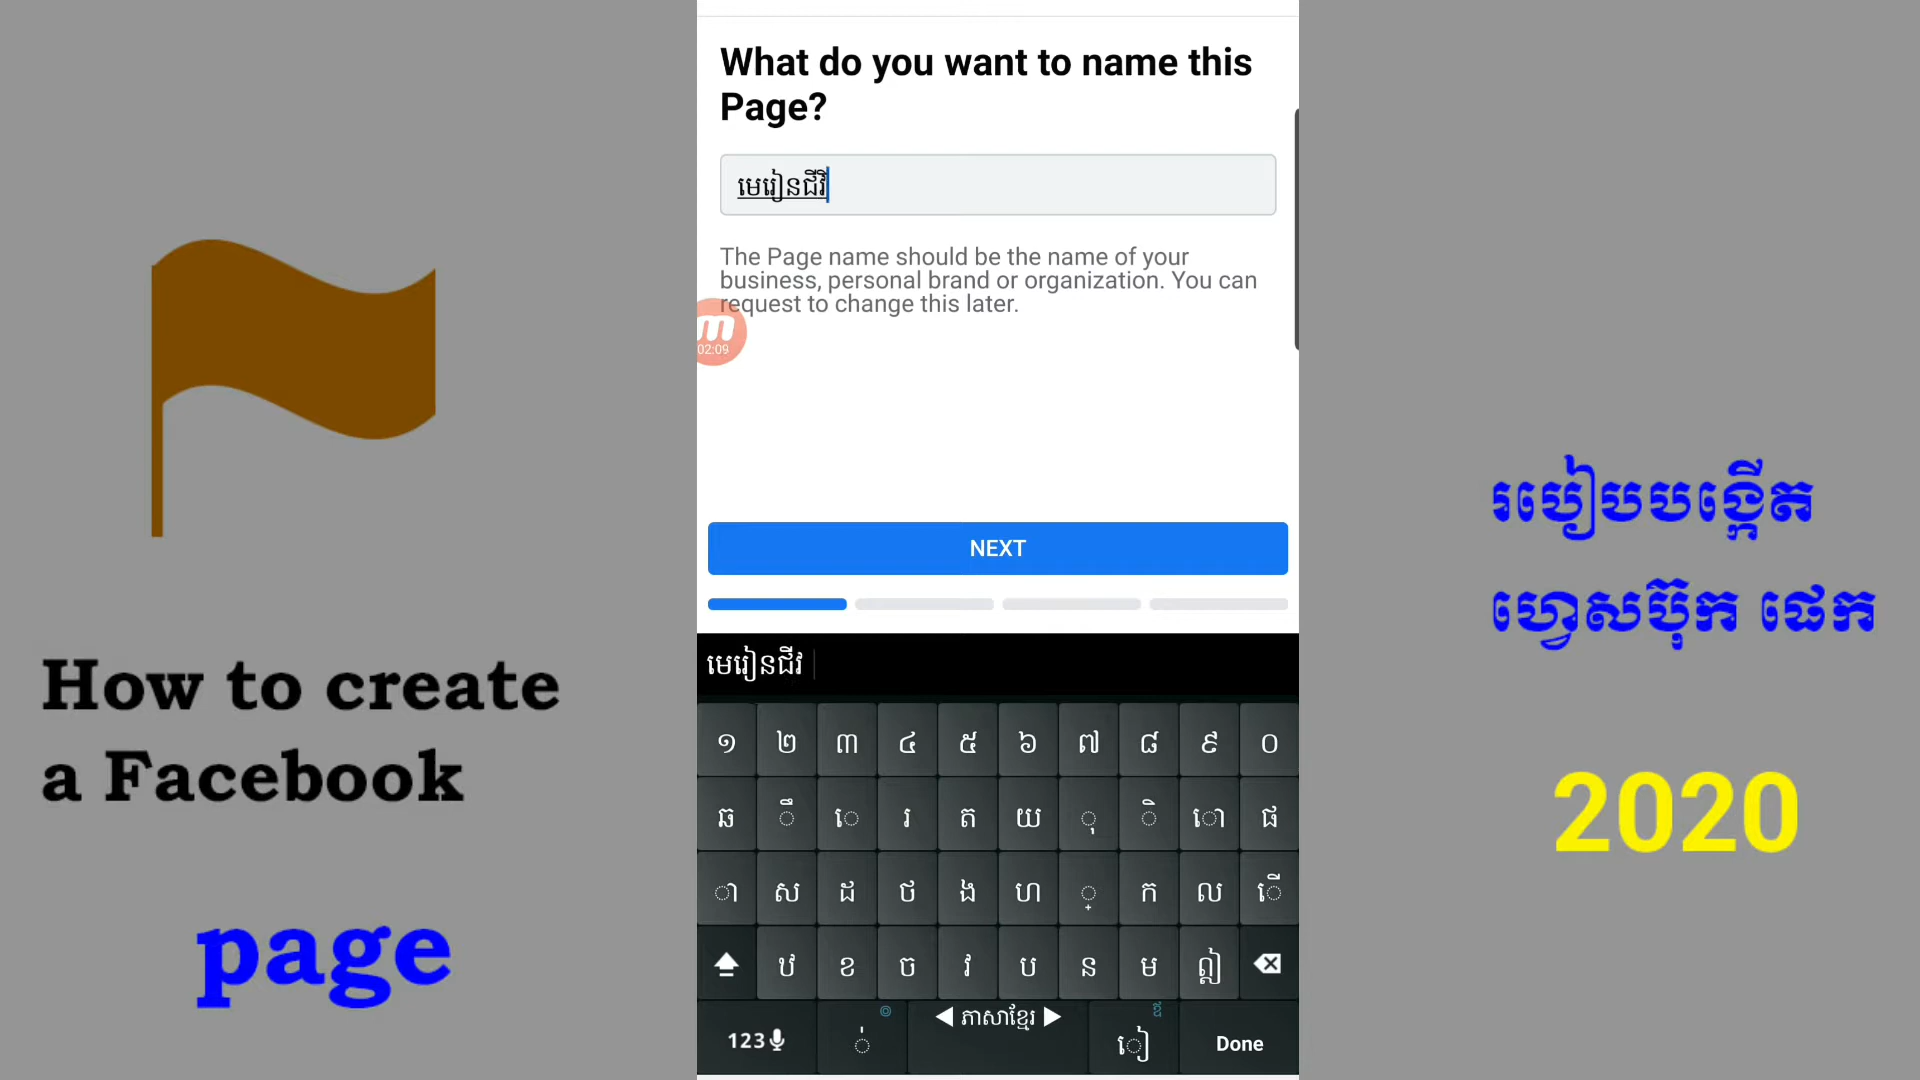 What do you want to name this
Page?
មេរៀនជីវិ
The Page name should be the name of your
business, personal brand or organization. You can
request to change this later.
m
02:09
NEXT
How to create
a Facebook
page
របៀបបង្កើត
ហ្វេសប៊ុក ផេក
2020
មេរៀនជីវ
១ ២ ៣ ៤ ៥ ៦ ៧ ៨ ៩ ០
ឆ ឹ េ រ ត យ ុ ិ ោ ផ
ា ស ដ ថ ង ហ ្ ក ល ើ
ឋ ខ ច វ ប ន ម ឦ
ភាសាខ្មែរ
123 ់ ៀ Done